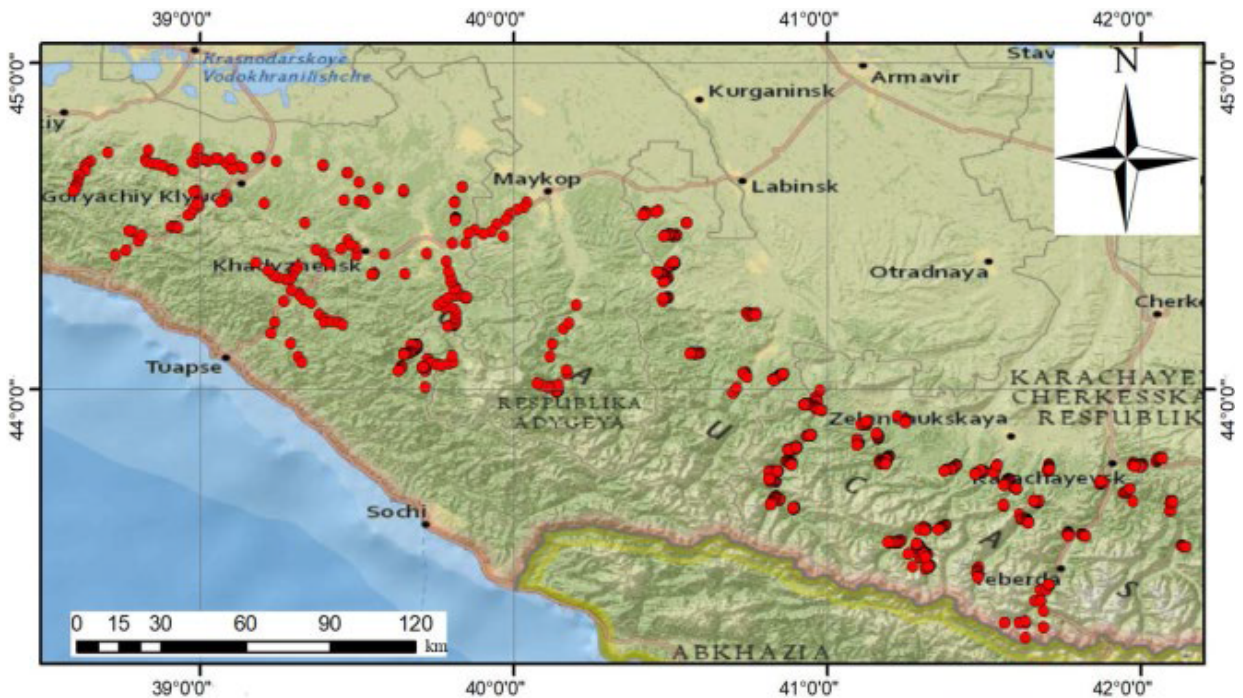 39°0'0" 40°0'0" 41°0'0" 42°0'0"
45°0'0" 45°0'0"
Krasnodarskoye
Vodokhranilishche
Stav
N
Armavir
Kurganinsk
iy
Maykop
Labinsk
Goryachiy Klyuch
Khadyzhensk
Otradnaya
Cherke
Tuapse
44°0'0" 44°0'0"
A
RESPUBLIKA
ADYGEYA
KARACHAYEV
CHERKESSKA
RESPUBLIK
U
Zelenchukskaya
C
Karachayevsk
Sochi
A
Teberda
S
0 15 30 60 90 120
km
ABKHAZIA
39°0'0" 40°0'0" 41°0'0" 42°0'0"